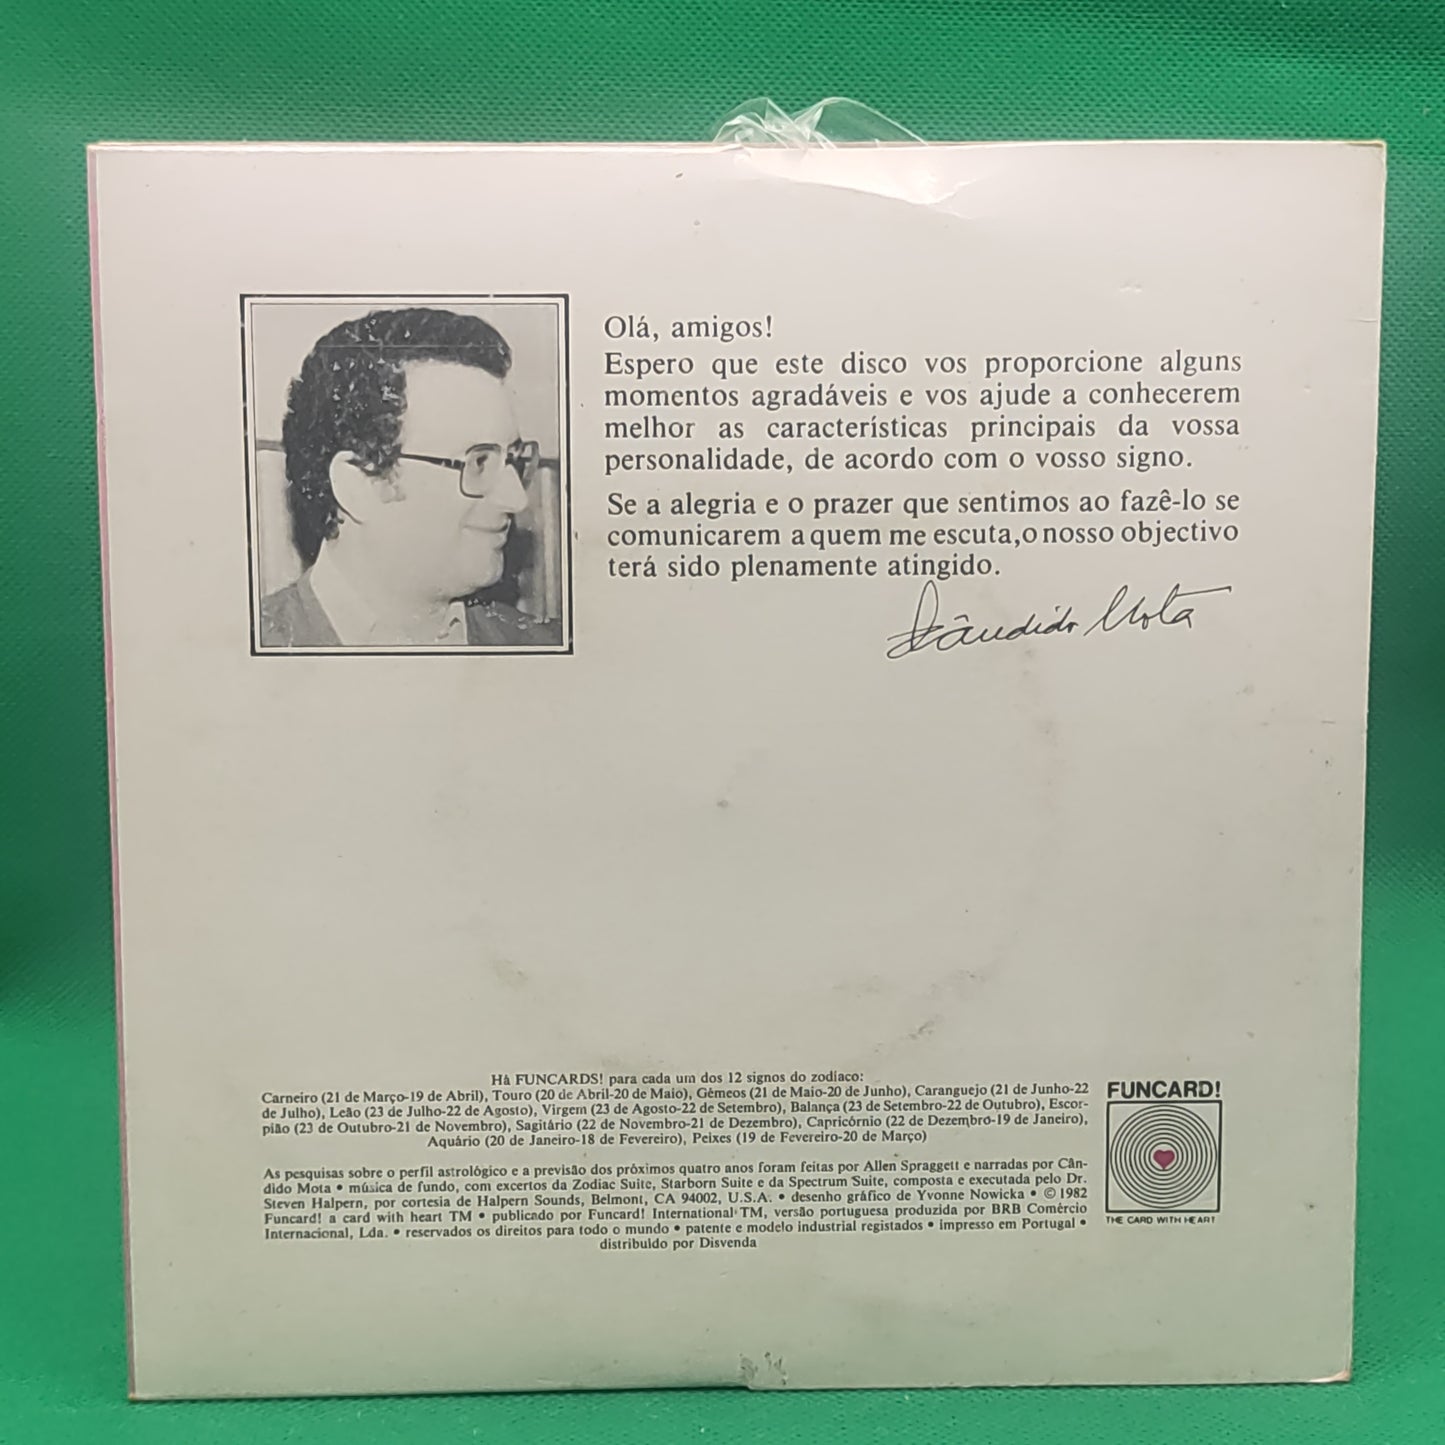 Olá, amigos!
Espero que este disco vos proporcione alguns
momentos agradáveis e vos ajude a conhecerem
melhor as características principais da vossa
personalidade, de acordo com o vosso signo.
Se a alegria e o prazer que sentimos ao fazê-lo se
comunicarem a quem me escuta, o nosso objectivo
terá sido plenamente atingido.
Cândido Mota
Há FUNCARDS! para cada um dos 12 signos do zodíaco:
Carneiro (21 de Março-19 de Abril), Touro (20 de Abril-20 de Maio), Gémeos (21 de Maio-20 de Junho), Caranguejo (21 de Junho-22
de Julho), Leão (23 de Julho-22 de Agosto), Virgem (23 de Agosto-22 de Setembro), Balança (23 de Setembro-22 de Outubro), Escor-
pião (23 de Outubro-21 de Novembro), Sagitário (22 de Novembro-21 de Dezembro), Capricórnio (22 de Dezembro-19 de Janeiro),
Aquário (20 de Janeiro-18 de Fevereiro), Peixes (19 de Fevereiro-20 de Março)
As pesquisas sobre o perfil astrológico e a previsão dos próximos quatro anos foram feitas por Allen Spraggett e narradas por Cân-
dido Mota • música de fundo, com excertos da Zodiac Suite, Starborn Suite e da Spectrum Suite, composta e executada pelo Dr.
Steven Halpern, por cortesia de Halpern Sounds, Belmont, CA 94002, U.S.A. • desenho gráfico de Yvonne Nowicka • © 1982
Funcard! a card with heart TM • publicado por Funcard! International TM, versão portuguesa produzida por BRB Comércio
Internacional, Lda. • reservados os direitos para todo o mundo • patente e modelo industrial registados • impresso em Portugal •
distribuído por Disvenda
FUNCARD!
THE CARD WITH HEART